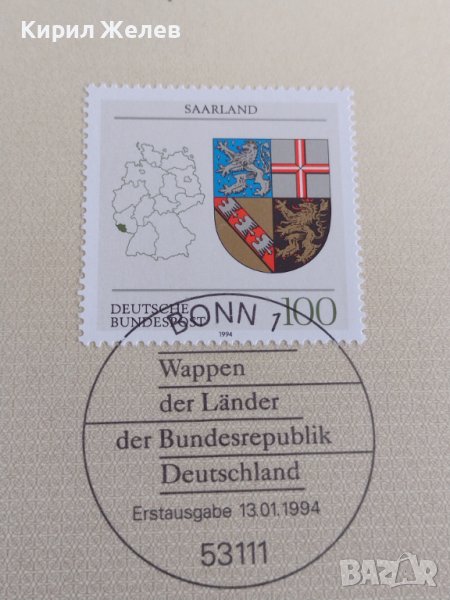 Кирил Желев
SAARLAND
DEUTSCHE
BUNDESPOST
100
1994
BONN 1
Wappen
der Länder
der Bundesrepublik
Deutschland
Erstausgabe 13.01.1994
53111
BAZAR